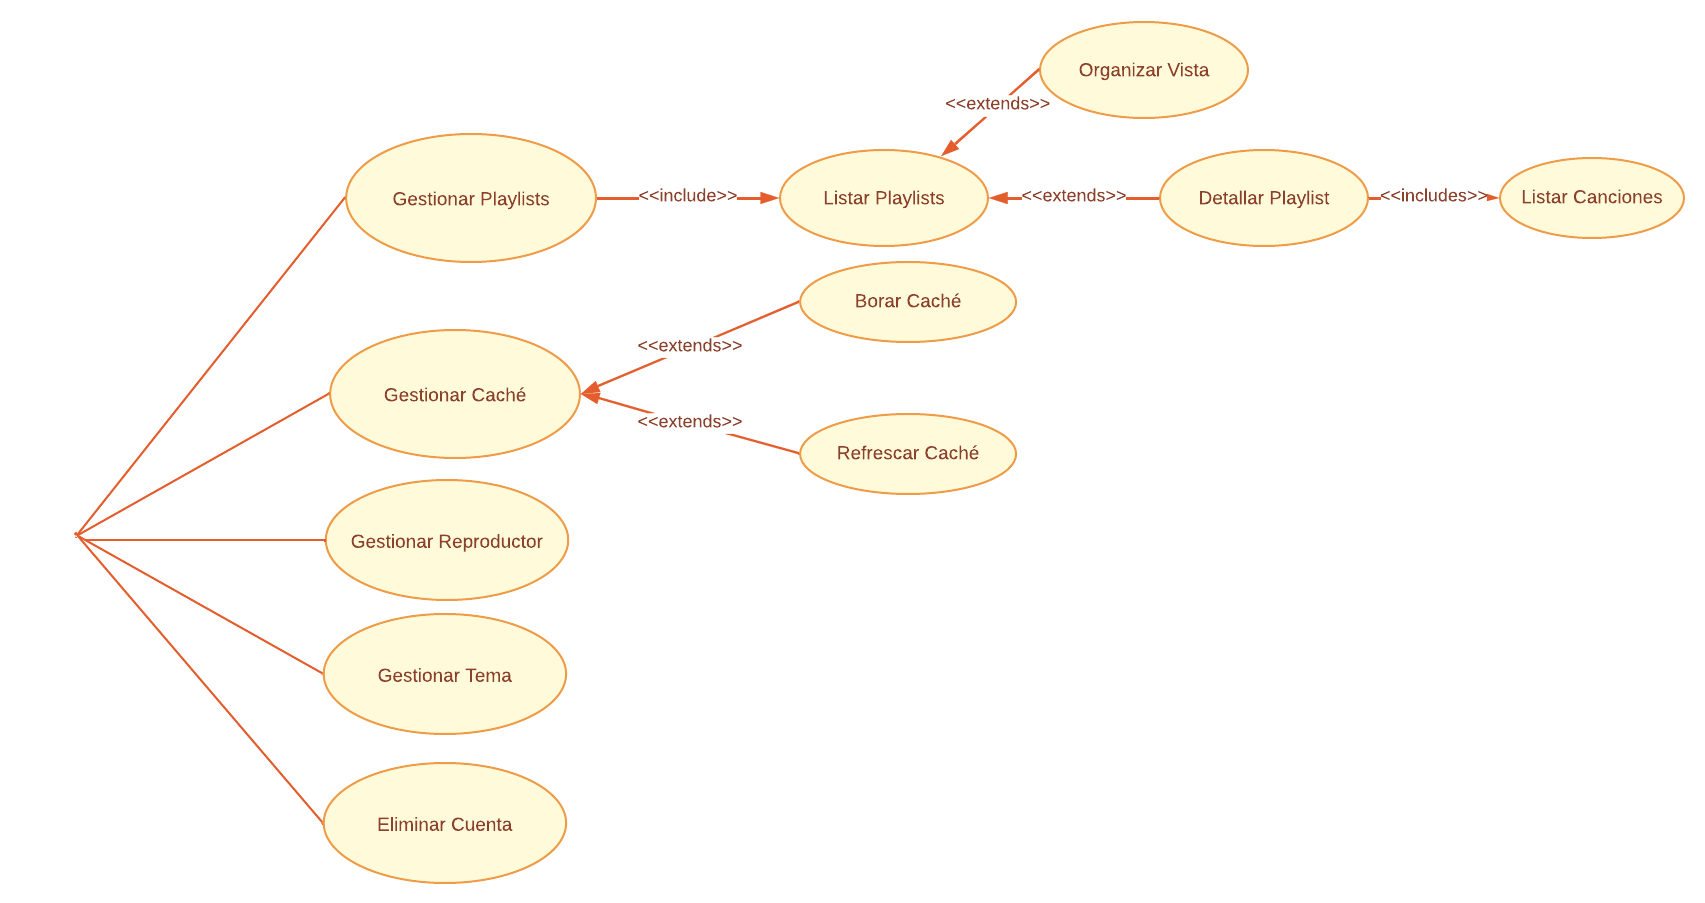 Organizar Vista
<<extends>>
Gestionar Playlists
<<include>>
Listar Playlists
<<extends>>
Detallar Playlist
<<includes>>
Listar Canciones
Borar Caché
<<extends>>
Gestionar Caché
<<extends>>
Refrescar Caché
Gestionar Reproductor
Gestionar Tema
Eliminar Cuenta